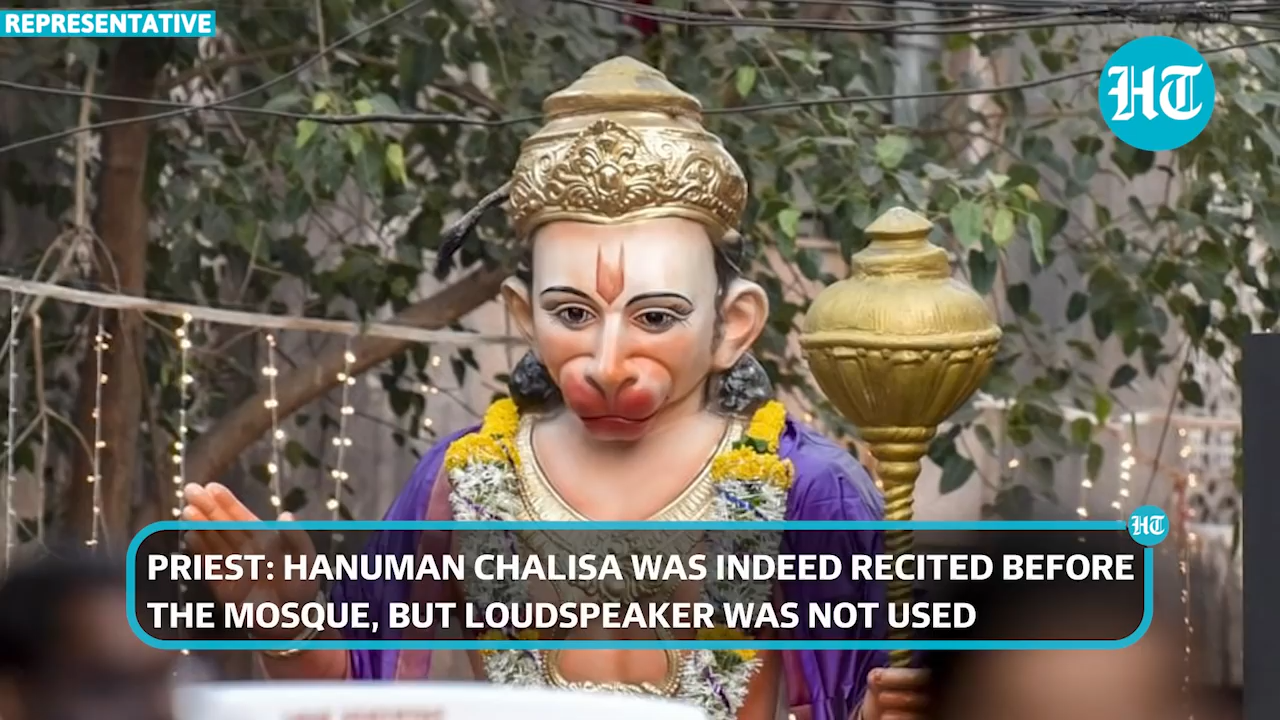 REPRESENTATIVE
HT
HT
PRIEST: HANUMAN CHALISA WAS INDEED RECITED BEFORE
THE MOSQUE, BUT LOUDSPEAKER WAS NOT USED